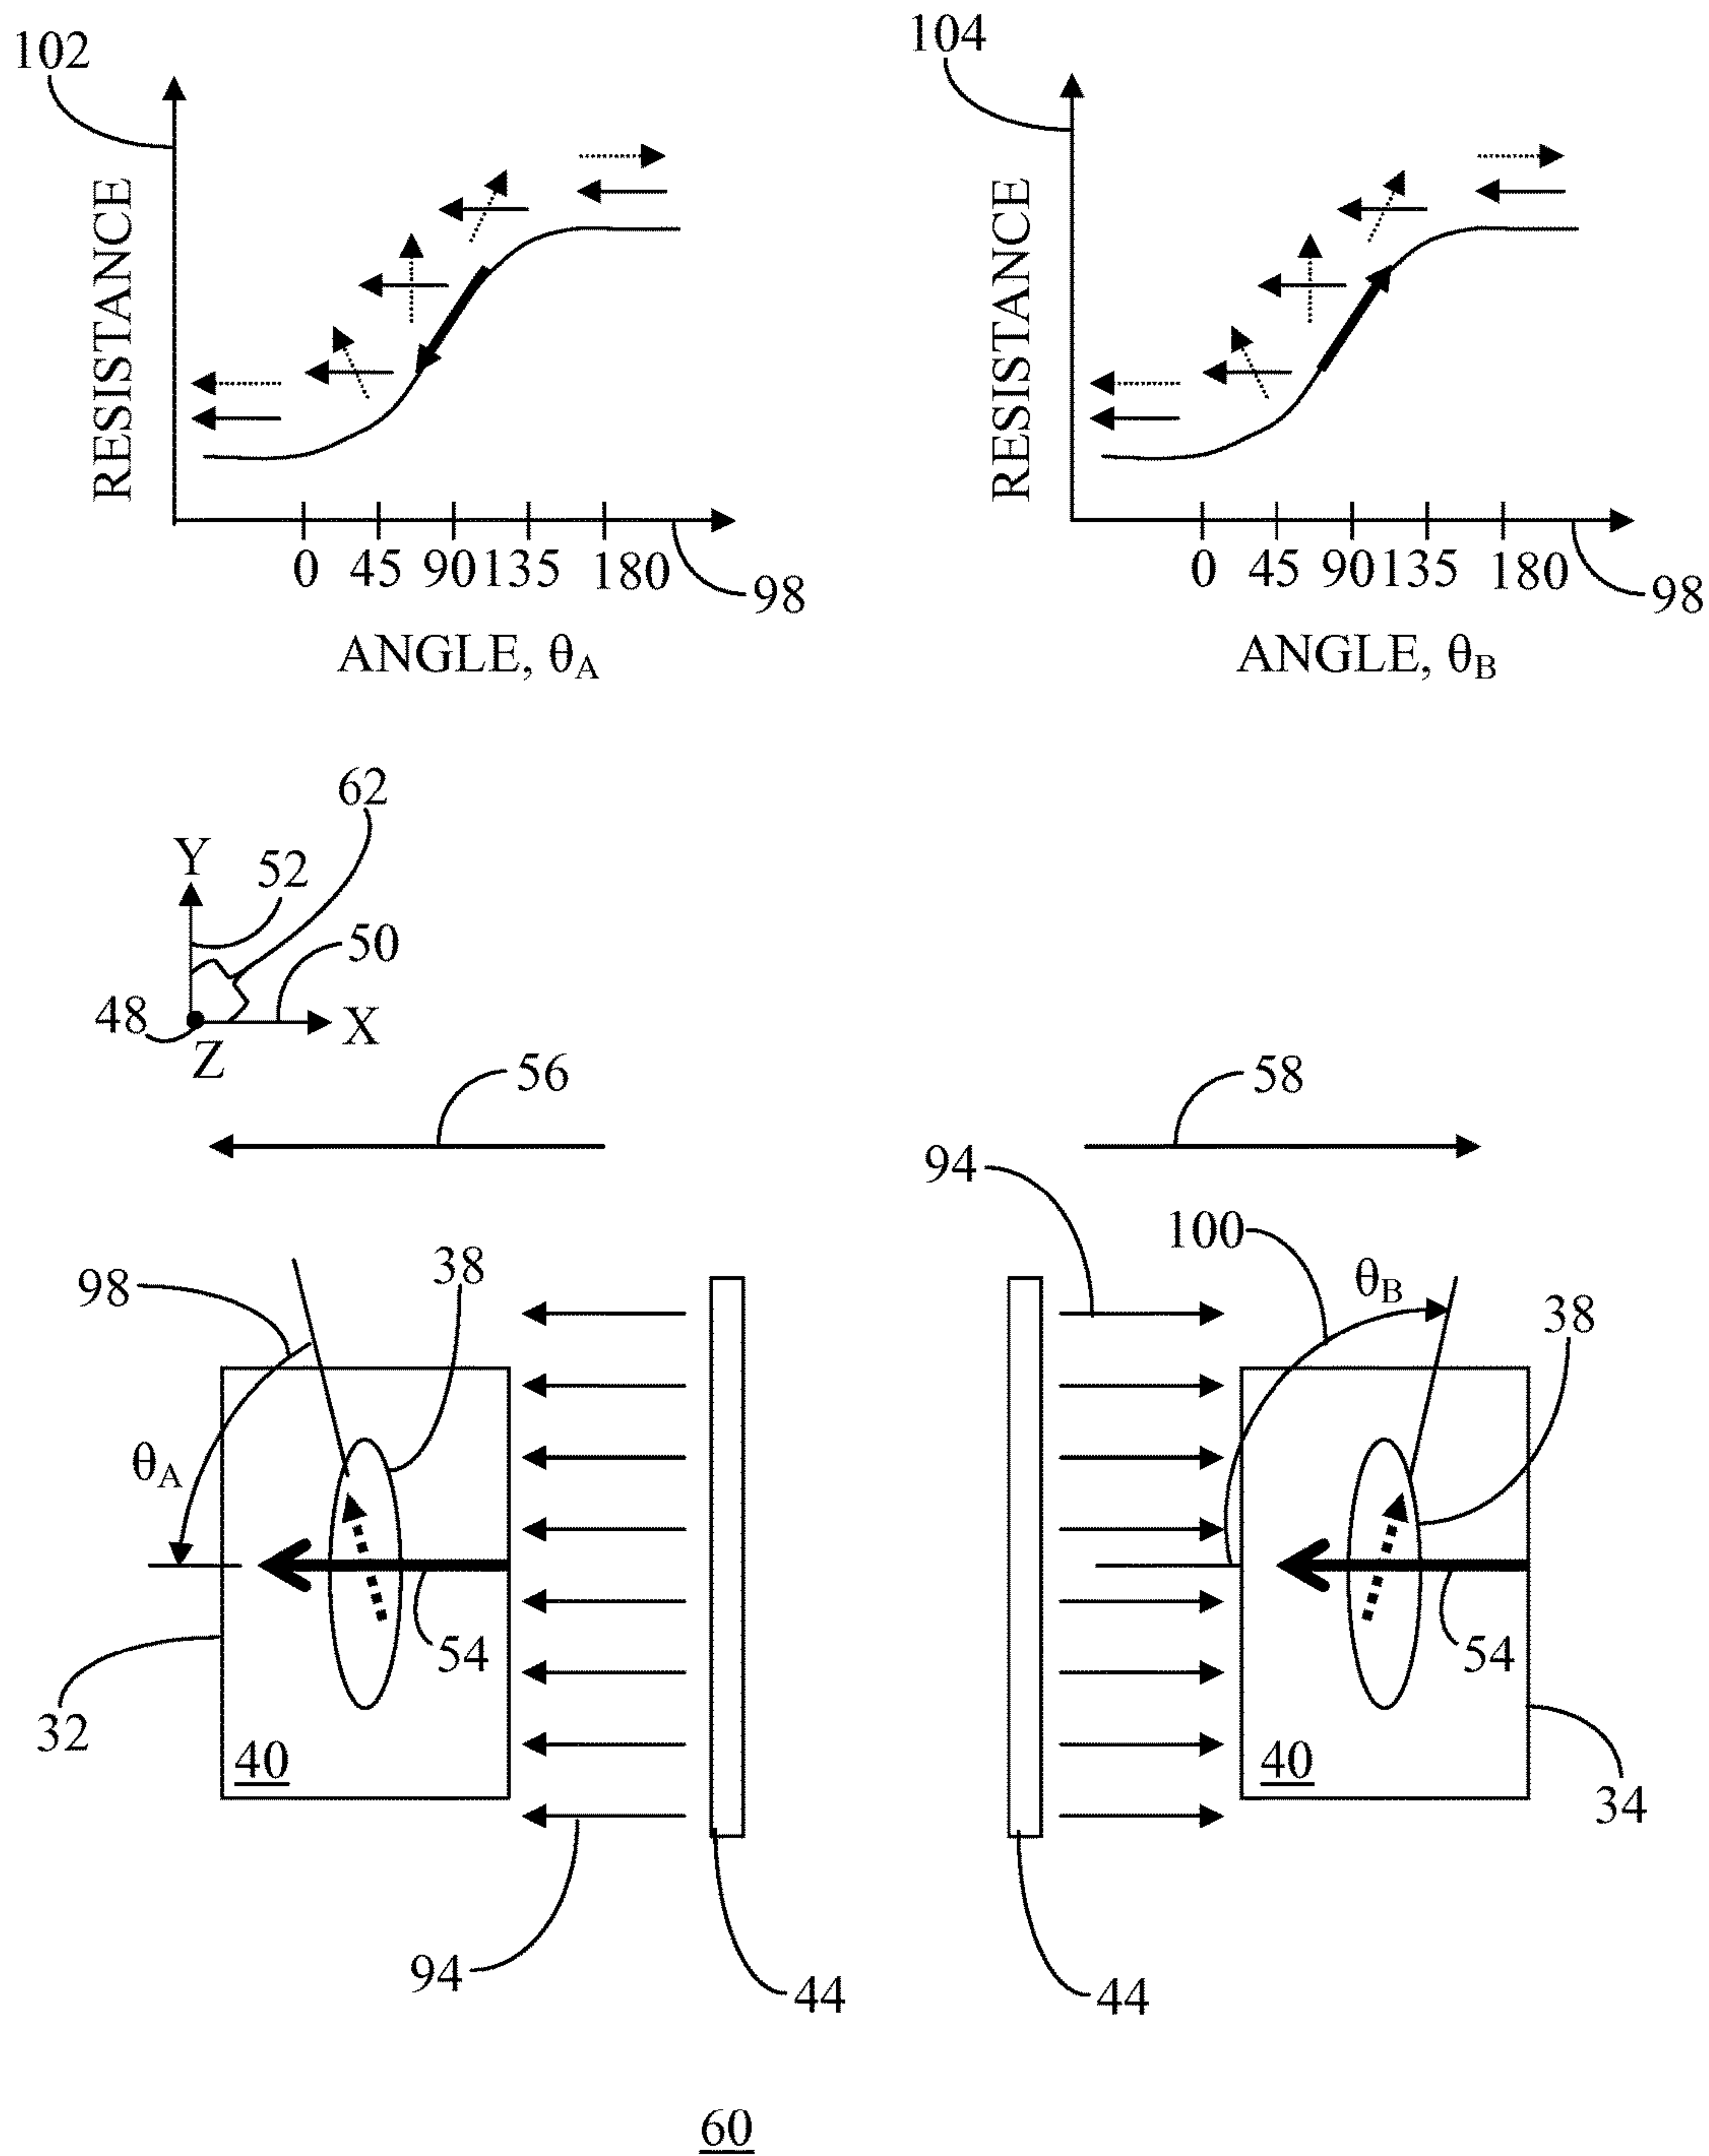 102
104
RESISTANCE
RESISTANCE
0 45 90 135 180
0 45 90 135 180
98
98
ANGLE, θA
ANGLE, θB
62
Y
52
50
48
X
Z
56
58
94
100
98
38
θB
38
θA
54
54
32
40
40
34
94
44
44
60